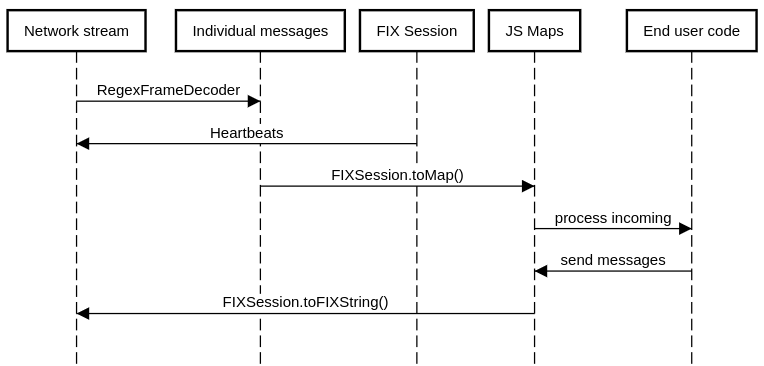 Network stream
Individual messages
FIX Session
JS Maps
End user code
RegexFrameDecoder
Heartbeats
FIXSession.toMap()
process incoming
send messages
FIXSession.toFIXString()